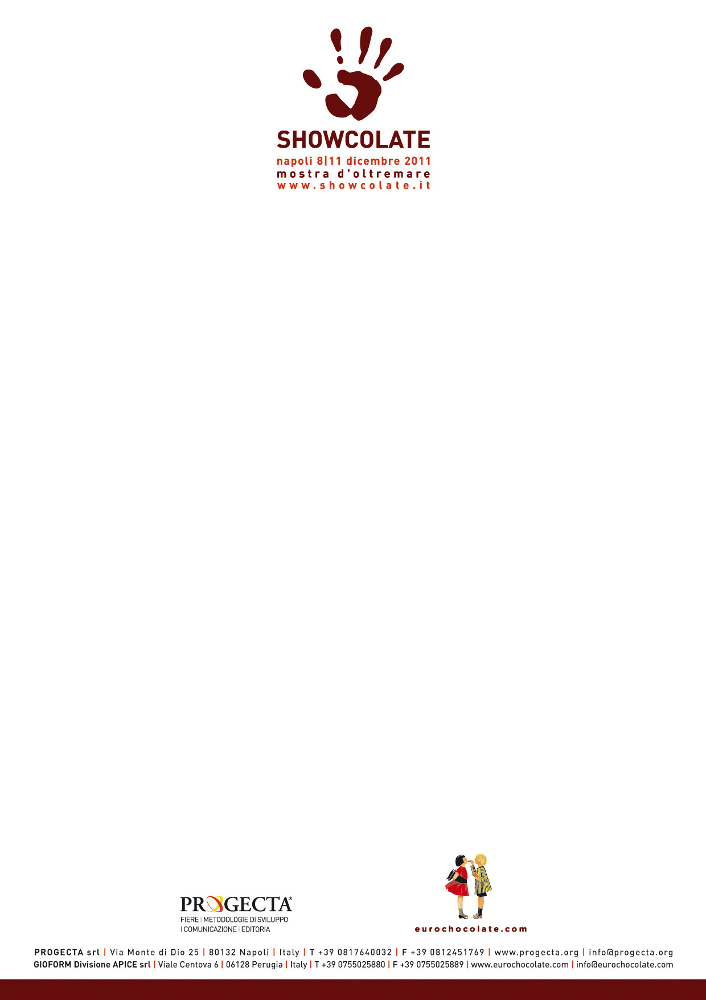 SHOWCOLATE
napoli 8|11 dicembre 2011
mostra d'oltremare
www.showcolate.it
PROGECTA®
FIERE | METODOLOGIE DI SVILUPPO
| COMUNICAZIONE | EDITORIA
eurochocolate.com
PROGECTA srl | Via Monte di Dio 25 | 80132 Napoli | Italy | T +39 0817640032 | F +39 0812451769 | www.progecta.org | info@progecta.org
GIOFORM Divisione APICE srl | Viale Centova 6 | 06128 Perugia | Italy | T +39 0755025880 | F +39 0755025889 | www.eurochocolate.com | info@eurochocolate.com